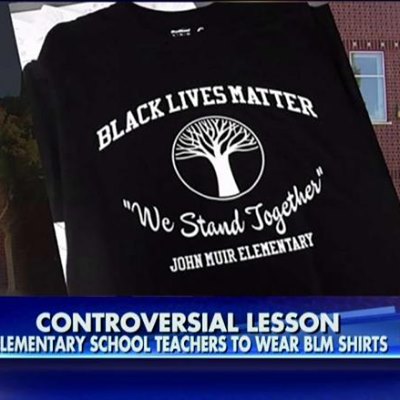 BLACK LIVES MATTER
"We Stand Together"
JOHN MUIR ELEMENTARY
CONTROVERSIAL LESSON
LEMENTARY SCHOOL TEACHERS TO WEAR BLM SHIRTS